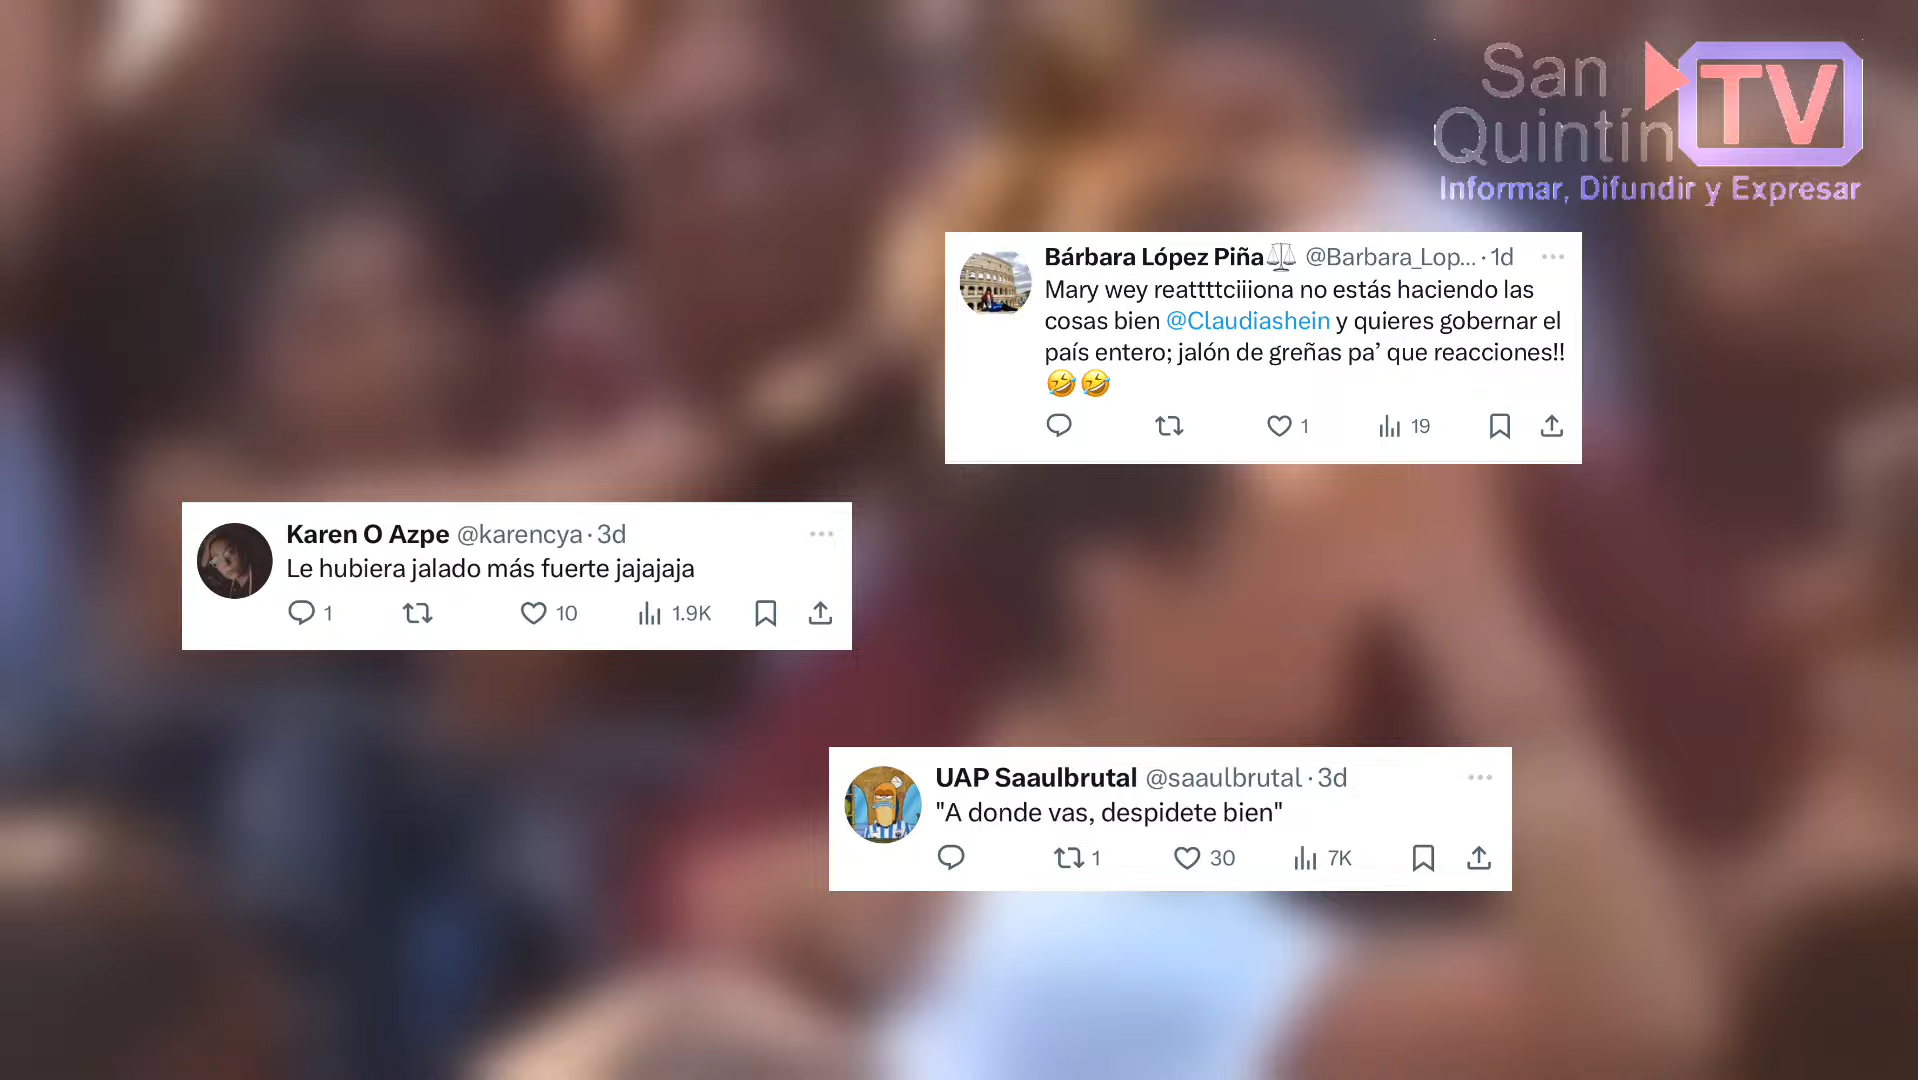 San
Quintín
TV
Informar, Difundir y Expresar
Bárbara López Piña⚖ @Barbara_Lop... · 1d
Mary wey reattttciiiona no estás haciendo las
cosas bien @Claudiashein y quieres gobernar el
país entero; jalón de greñas pa’ que reacciones!!
🤣🤣
1 19
Karen O Azpe @karencya · 3d
Le hubiera jalado más fuerte jajajaja
1 10 1.9K
UAP Saaulbrutal @saaulbrutal · 3d
"A donde vas, despidete bien"
1 30 7K